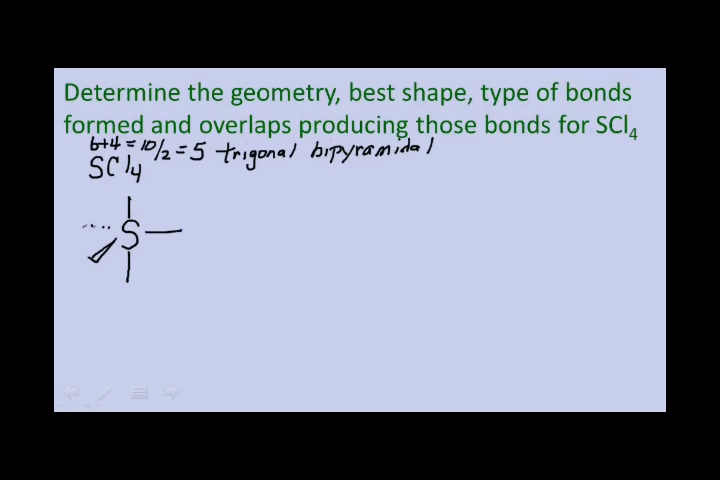 Determine the geometry, best shape, type of bonds
formed and overlaps producing those bonds for SCl₄
6+4 = 10/2 = 5 trigonal bipyramidal
SCl₄
S